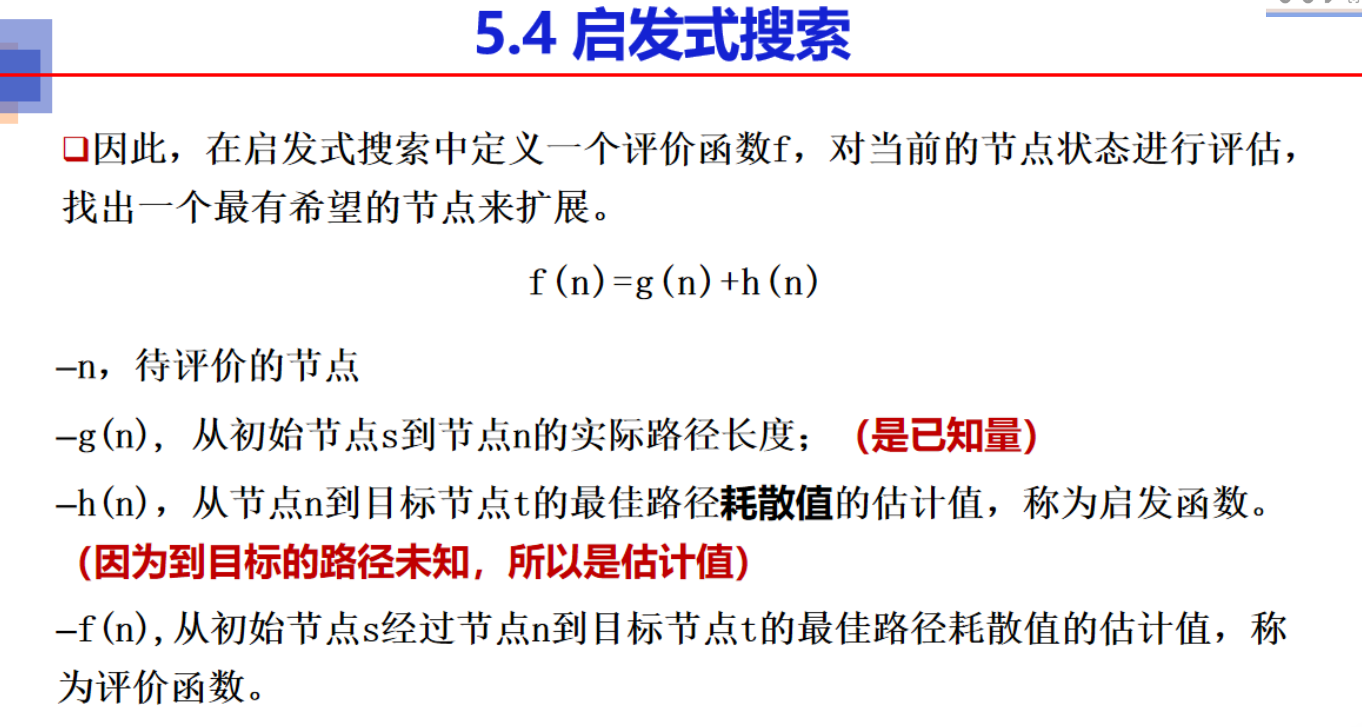 5.4 启发式搜索
❑因此，在启发式搜索中定义一个评价函数f，对当前的节点状态进行评估，
找出一个最有希望的节点来扩展。
f(n)=g(n)+h(n)
–n，待评价的节点
–g(n), 从初始节点s到节点n的实际路径长度；（是已知量）
–h(n)，从节点n到目标节点t的最佳路径耗散值的估计值，称为启发函数。
（因为到目标的路径未知，所以是估计值）
–f(n),从初始节点s经过节点n到目标节点t的最佳路径耗散值的估计值，称
为评价函数。